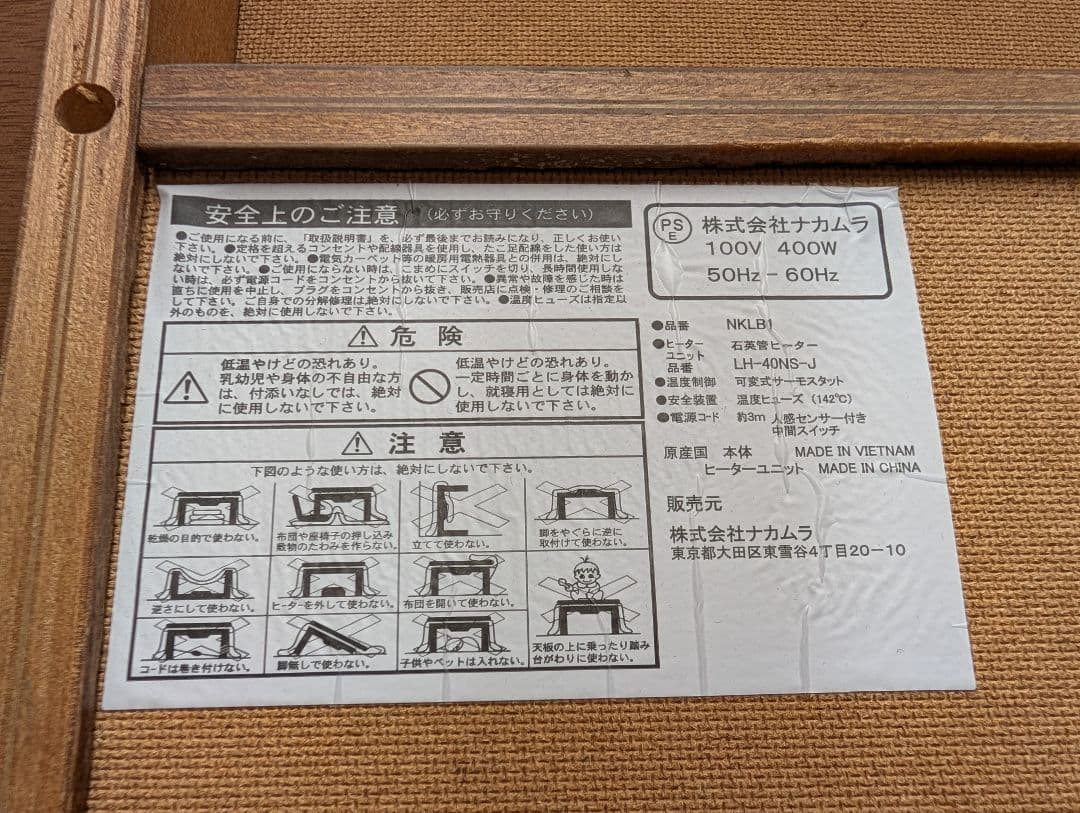 安全上のご注意 (必ずお守りください)
●ご使用になる前に、「取扱説明書」を、必ず最後までお読みになり、正しくお使い
下さい。●定格を超えるコンセントや配線器具を使用し、たこ足配線をした使い方は
絶対にしないで下さい。●電気カーペット等の暖房用電熱器具との併用は、絶対にし
ないで下さい。●ご使用にならない時は、こまめにスイッチを切り、長時間使用しな
い時は、必ず電源コードをコンセントから抜いて下さい。●異常や故障を感じた時は
直ちに使用を中止し、プラグをコンセントから抜き、販売店に点検・修理のご相談を
して下さい。ご自身での分解修理は絶対にしないで下さい。●温度ヒューズは指定以
外のものを、絶対に使用しないで下さい。
危険
低温やけどの恐れあり。
乳幼児や身体の不自由な方
は、付添いなしでは、絶対
に使用しないで下さい。
低温やけどの恐れあり。
一定時間ごとに身体を動か
し、就寝用としては絶対に
使用しないで下さい。
注意
下図のような使い方は、絶対にしないで下さい。
乾燥の目的で使わない。
布団や座椅子の押し込み
敷物のたわみを作らない。
立てて使わない。
脚をやぐらに逆に
取付けて使わない。
逆さにして使わない。
ヒーターを外して使わない。
布団を開いて使わない。
天板の上に乗ったり踏み
台がわりに使わない。
コードは巻き付けない。
脚無しで使わない。
子供やペットは入れない。
PS
E
株式会社ナカムラ
100V 400W
50Hz－60Hz
●品番 NKLB1
●ヒーター
ユニット
品番
石英管ヒーター
LH-40NS-J
●温度制御 可変式サーモスタット
●安全装置 温度ヒューズ (142℃)
●電源コード 約3m 人感センサー付き
中間スイッチ
原産国 本体 MADE IN VIETNAM
ヒーターユニット MADE IN CHINA
販売元
株式会社ナカムラ
東京都大田区東雪谷4丁目20－10